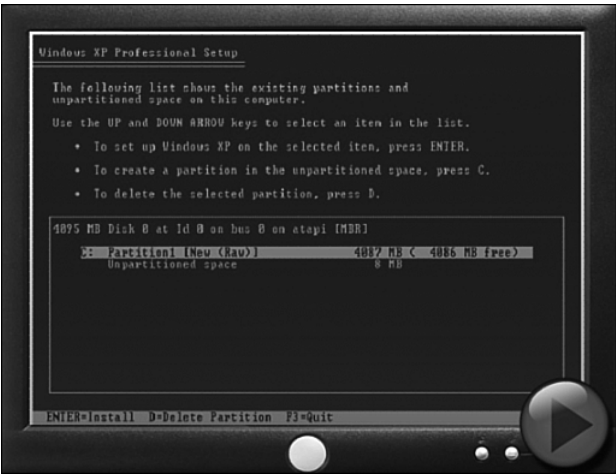 Windows XP Professional Setup
The following list shows the existing partitions and
unpartitioned space on this computer.
Use the UP and DOWN ARROW keys to select an item in the list.
• To set up Windows XP on the selected item, press ENTER.
• To create a partition in the unpartitioned space, press C.
• To delete the selected partition, press D.
4095 MB Disk 0 at Id 0 on bus 0 on atapi [MBR]
C: Partition1 [New (Raw)] 4087 MB ( 4086 MB free)
Unpartitioned space 8 MB
ENTER=Install D=Delete Partition F3=Quit